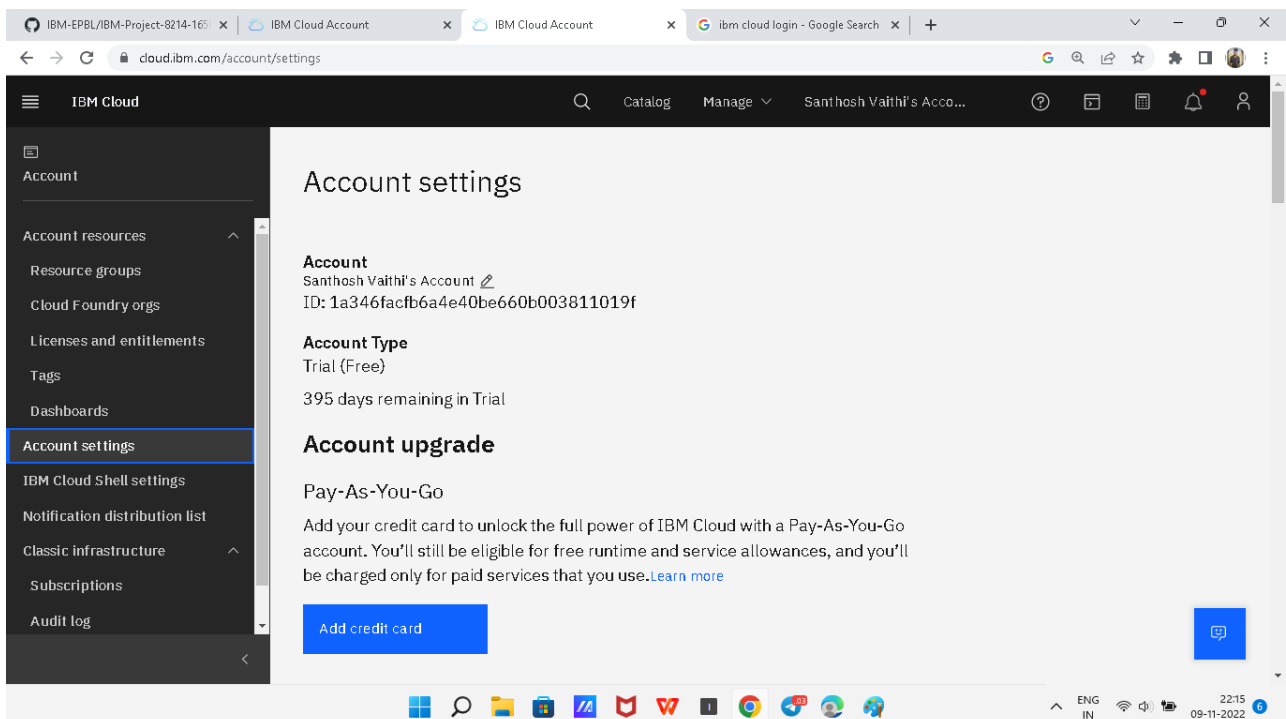 IBM-EPBL/IBM-Project-8214-165
IBM Cloud Account
IBM Cloud Account
ibm cloud login - Google Search
cloud.ibm.com/account/settings
IBM Cloud
Catalog
Manage
Santhosh Vaithi's Acco...
Account
Account resources
Resource groups
Cloud Foundry orgs
Licenses and entitlements
Tags
Dashboards
Account settings
IBM Cloud Shell settings
Notification distribution list
Classic infrastructure
Subscriptions
Audit log
Account settings
Account
Santhosh Vaithi's Account
ID: 1a346facfb6a4e40be660b003811019f
Account Type
Trial (Free)
395 days remaining in Trial
Account upgrade
Pay-As-You-Go
Add your credit card to unlock the full power of IBM Cloud with a Pay-As-You-Go
account. You'll still be eligible for free runtime and service allowances, and you'll
be charged only for paid services that you use.Learn more
Add credit card
ENG
IN
22:15
09-11-2022
6